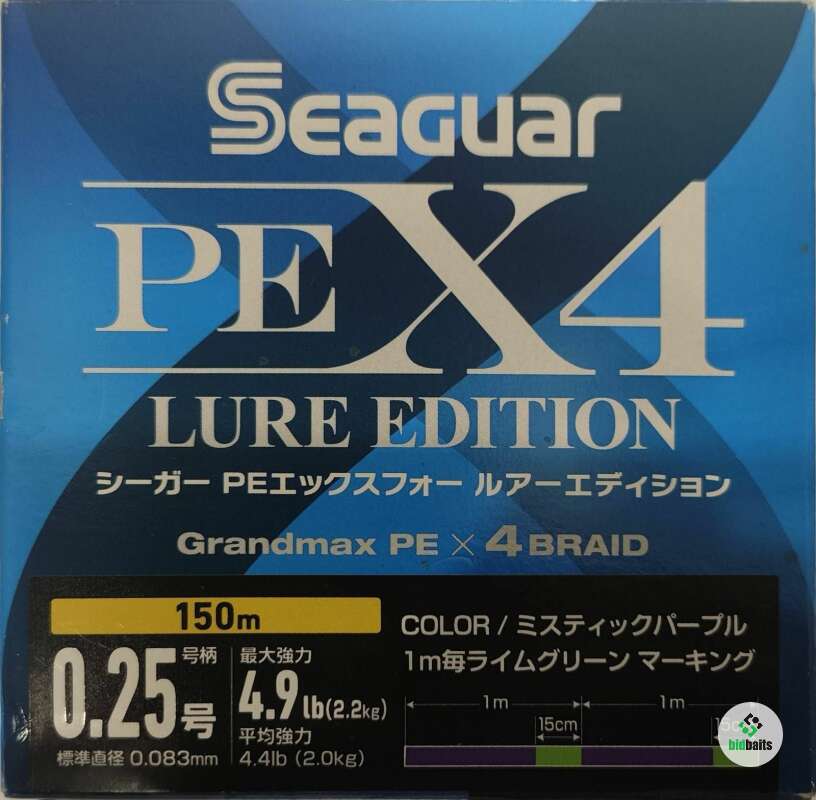 Seaguar
PE X4
LURE EDITION
シーガー PEエックスフォー ルアーエディション
Grandmax PE × 4 BRAID
150m
0.25号 号柄
標準直径 0.083mm
最大強力
4.9lb(2.2kg)
平均強力
4.4lb (2.0kg)
COLOR / ミスティックパープル
1m毎ライムグリーン マーキング
1m 1m
15cm
bidbaits